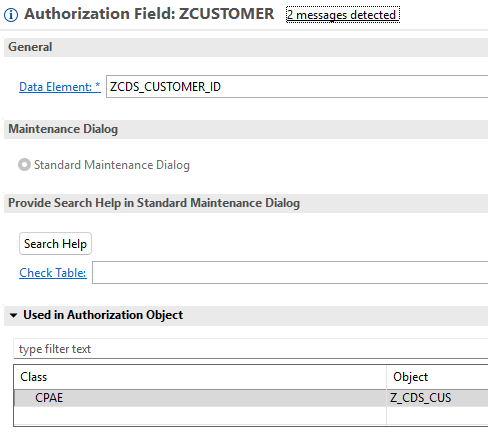 Authorization Field: ZCUSTOMER 2 messages detected
General
Data Element: * ZCDS_CUSTOMER_ID
Maintenance Dialog
Standard Maintenance Dialog
Provide Search Help in Standard Maintenance Dialog
Search Help
Check Table:
Used in Authorization Object
type filter text
Class Object
CPAE Z_CDS_CUS